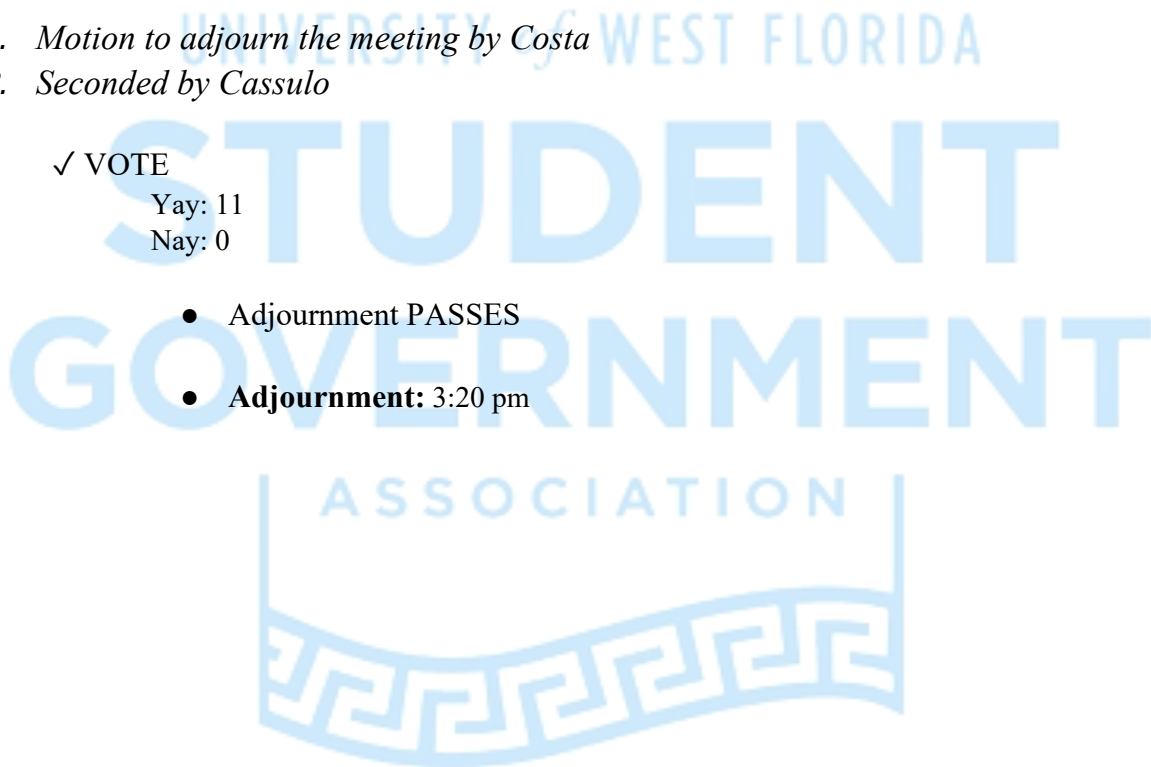 UNIVERSITY of WEST FLORIDA
. Motion to adjourn the meeting by Costa
. Seconded by Cassulo
STUDENT
✓ VOTE
Yay: 11
Nay: 0
● Adjournment PASSES
GOVERNMENT
● Adjournment: 3:20 pm
ASSOCIATION